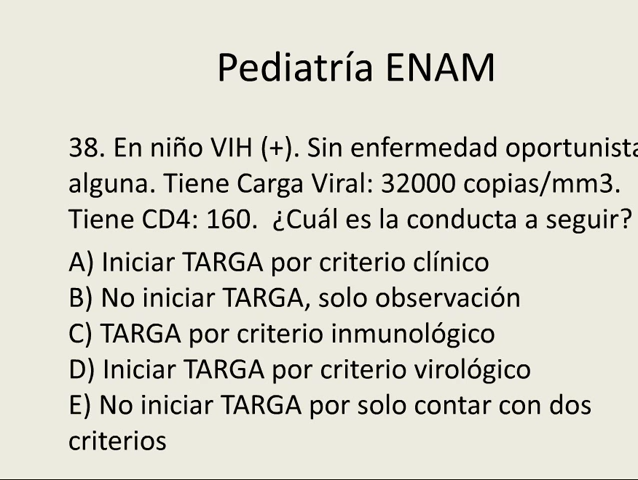 Pediatría ENAM
38. En niño VIH (+). Sin enfermedad oportunista
alguna. Tiene Carga Viral: 32000 copias/mm3.
Tiene CD4: 160. ¿Cuál es la conducta a seguir?
A) Iniciar TARGA por criterio clínico
B) No iniciar TARGA, solo observación
C) TARGA por criterio inmunológico
D) Iniciar TARGA por criterio virológico
E) No iniciar TARGA por solo contar con dos
criterios